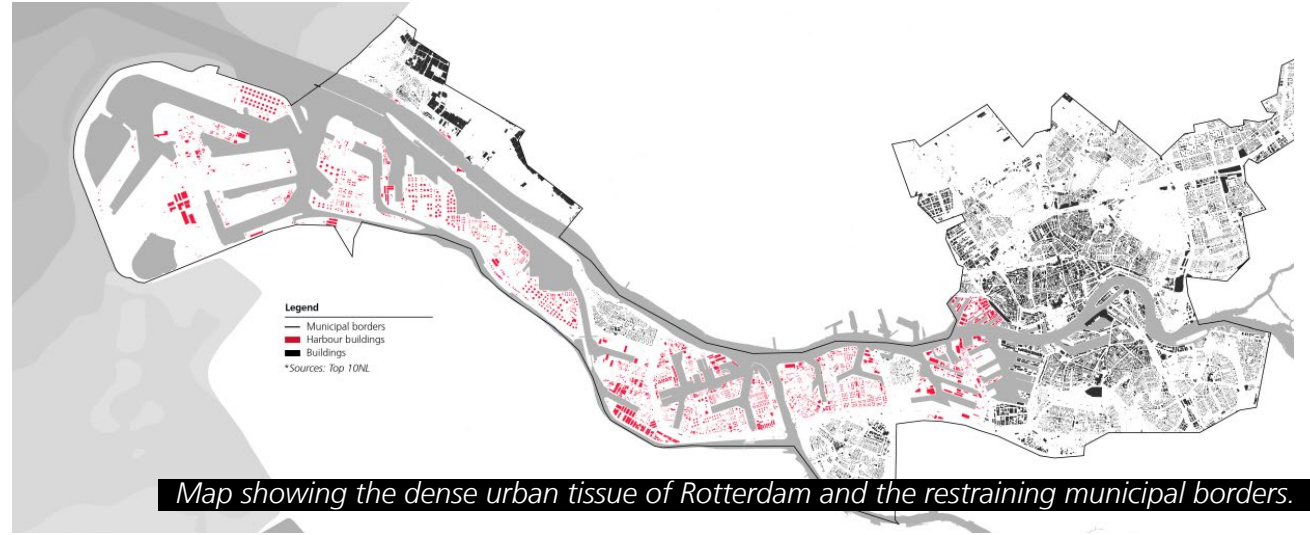 Legend
Municipal borders
Harbour buildings
Buildings
*Sources: Top 10NL
Map showing the dense urban tissue of Rotterdam and the restraining municipal borders.